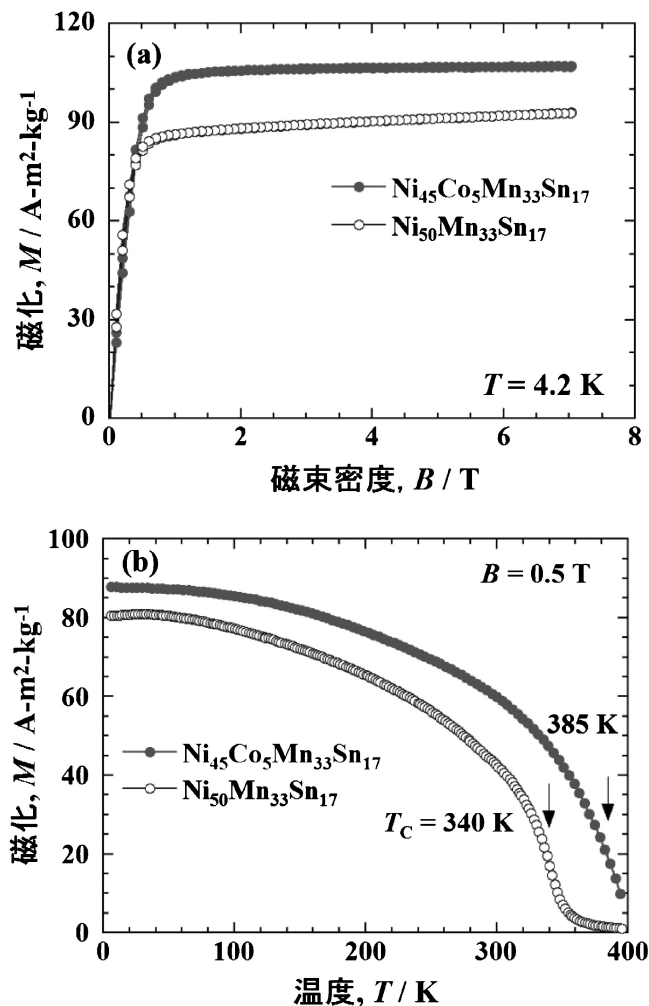 120
(a)
90
60
30
0
磁化, M / A-m²-kg⁻¹
Ni₄₅Co₅Mn₃₃Sn₁₇
Ni₅₀Mn₃₃Sn₁₇
T = 4.2 K
0 2 4 6 8
磁束密度, B / T
100
(b)
B = 0.5 T
80
60
40
20
0
磁化, M / A-m²-kg⁻¹
385 K
Ni₄₅Co₅Mn₃₃Sn₁₇
Ni₅₀Mn₃₃Sn₁₇
T_C = 340 K
0 100 200 300 400
温度, T / K